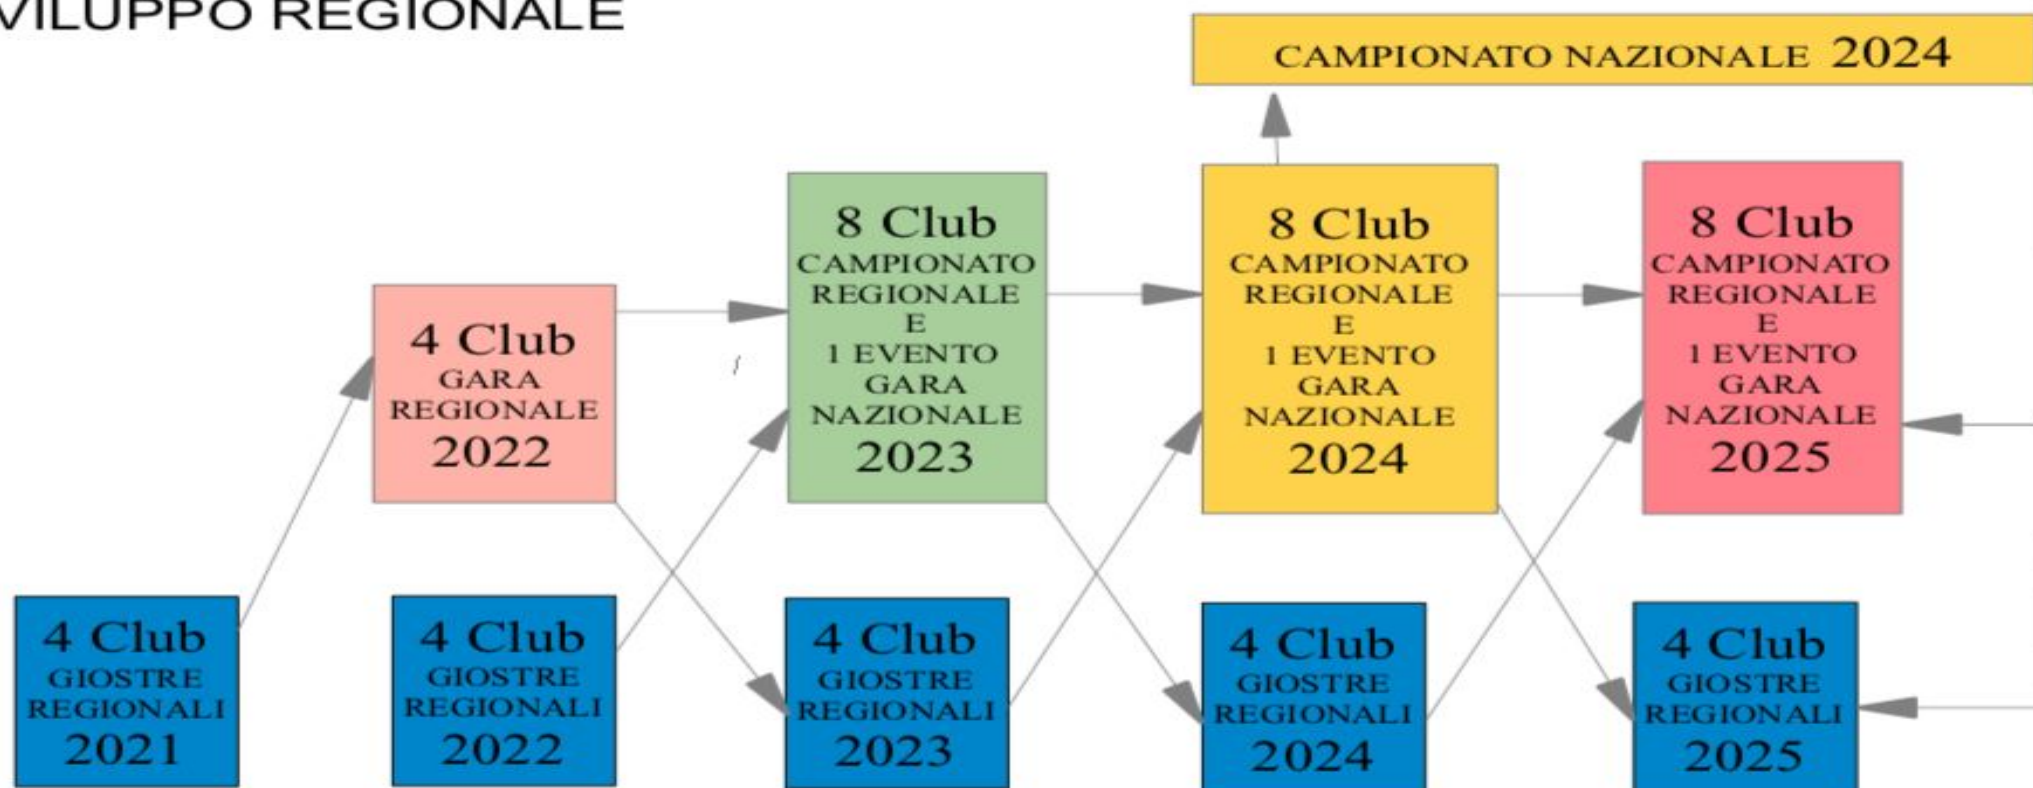 VILUPPO REGIONALE
CAMPIONATO NAZIONALE 2024
4 Club
GARA
REGIONALE
2022
8 Club
CAMPIONATO
REGIONALE
E
1 EVENTO
GARA
NAZIONALE
2023
8 Club
CAMPIONATO
REGIONALE
E
1 EVENTO
GARA
NAZIONALE
2024
8 Club
CAMPIONATO
REGIONALE
E
1 EVENTO
GARA
NAZIONALE
2025
4 Club
GIOSTRE
REGIONALI
2021
4 Club
GIOSTRE
REGIONALI
2022
4 Club
GIOSTRE
REGIONALI
2023
4 Club
GIOSTRE
REGIONALI
2024
4 Club
GIOSTRE
REGIONALI
2025